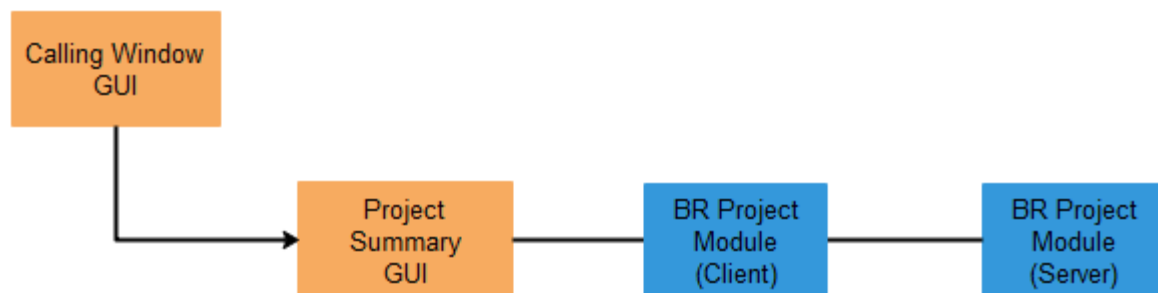 Calling Window
GUI
Project
Summary
GUI
BR Project
Module
(Client)
BR Project
Module
(Server)